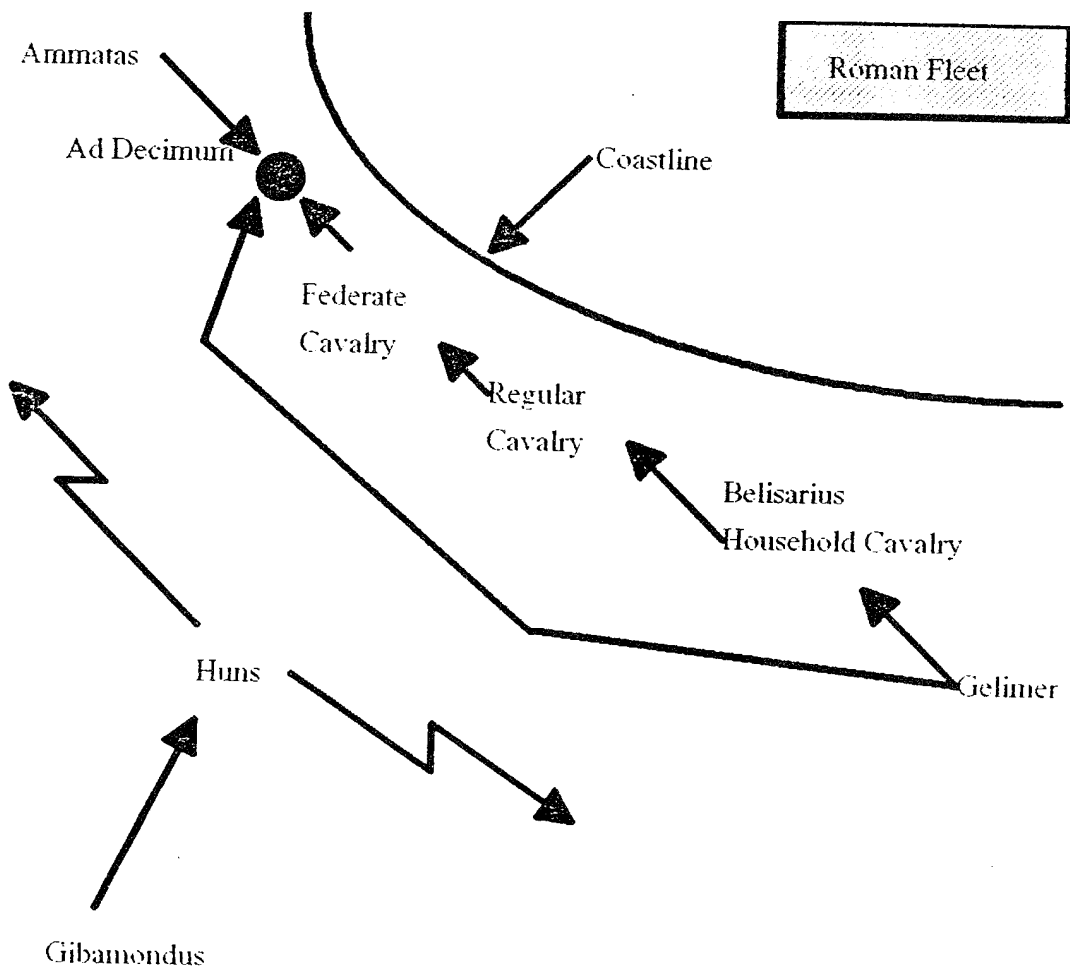 Ammatas
Roman Fleet
Ad Decimum
Coastline
Federate
Cavalry
Regular
Cavalry
Belisarius
Household Cavalry
Huns
Gelimer
Gibamondus